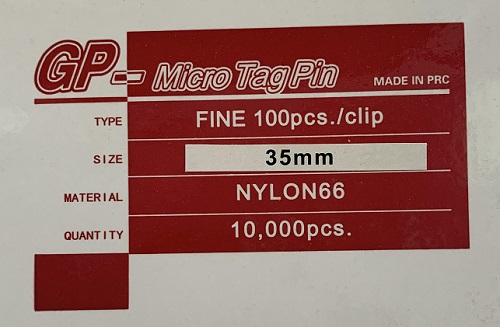 GP- Micro Tag Pin MADE IN PRC
TYPE FINE 100pcs./clip
SIZE 35mm
MATERIAL NYLON66
QUANTITY 10,000pcs.